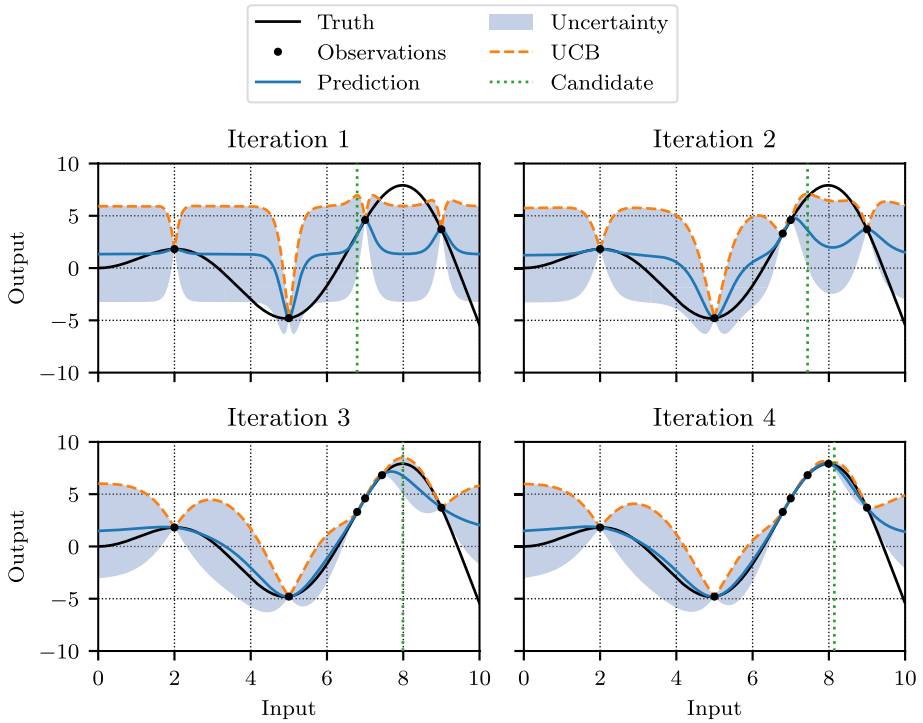 Truth
Observations
Prediction
Uncertainty
UCB
Candidate
Iteration 1
Iteration 2
10
5
0
−5
−10
Output
Iteration 3
Iteration 4
10
5
0
−5
−10
Output
0 2 4 6 8 10
Input
0 2 4 6 8 10
Input